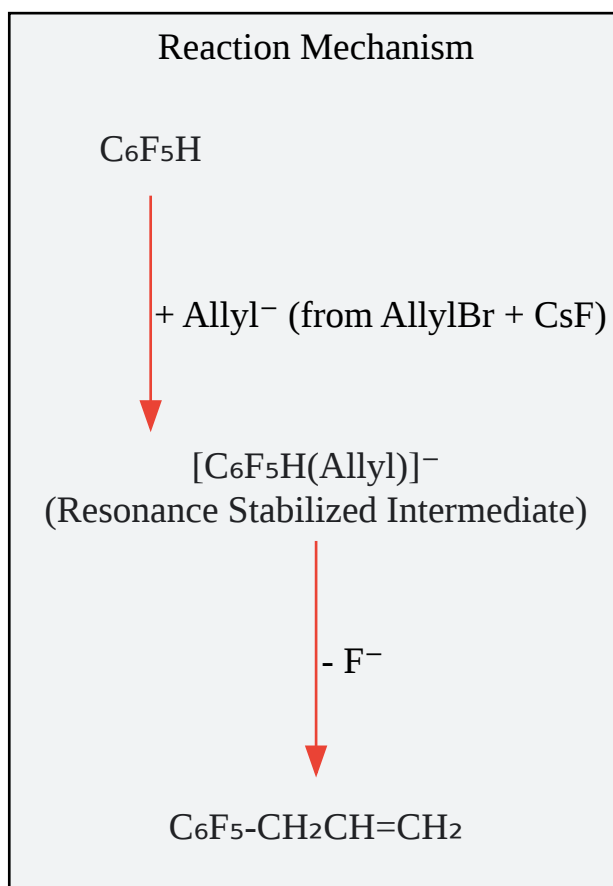 Reaction Mechanism
C₆F₅H
+ Allyl⁻ (from AllylBr + CsF)
[C₆F₅H(Allyl)]⁻
(Resonance Stabilized Intermediate)
- F⁻
C₆F₅-CH₂CH=CH₂